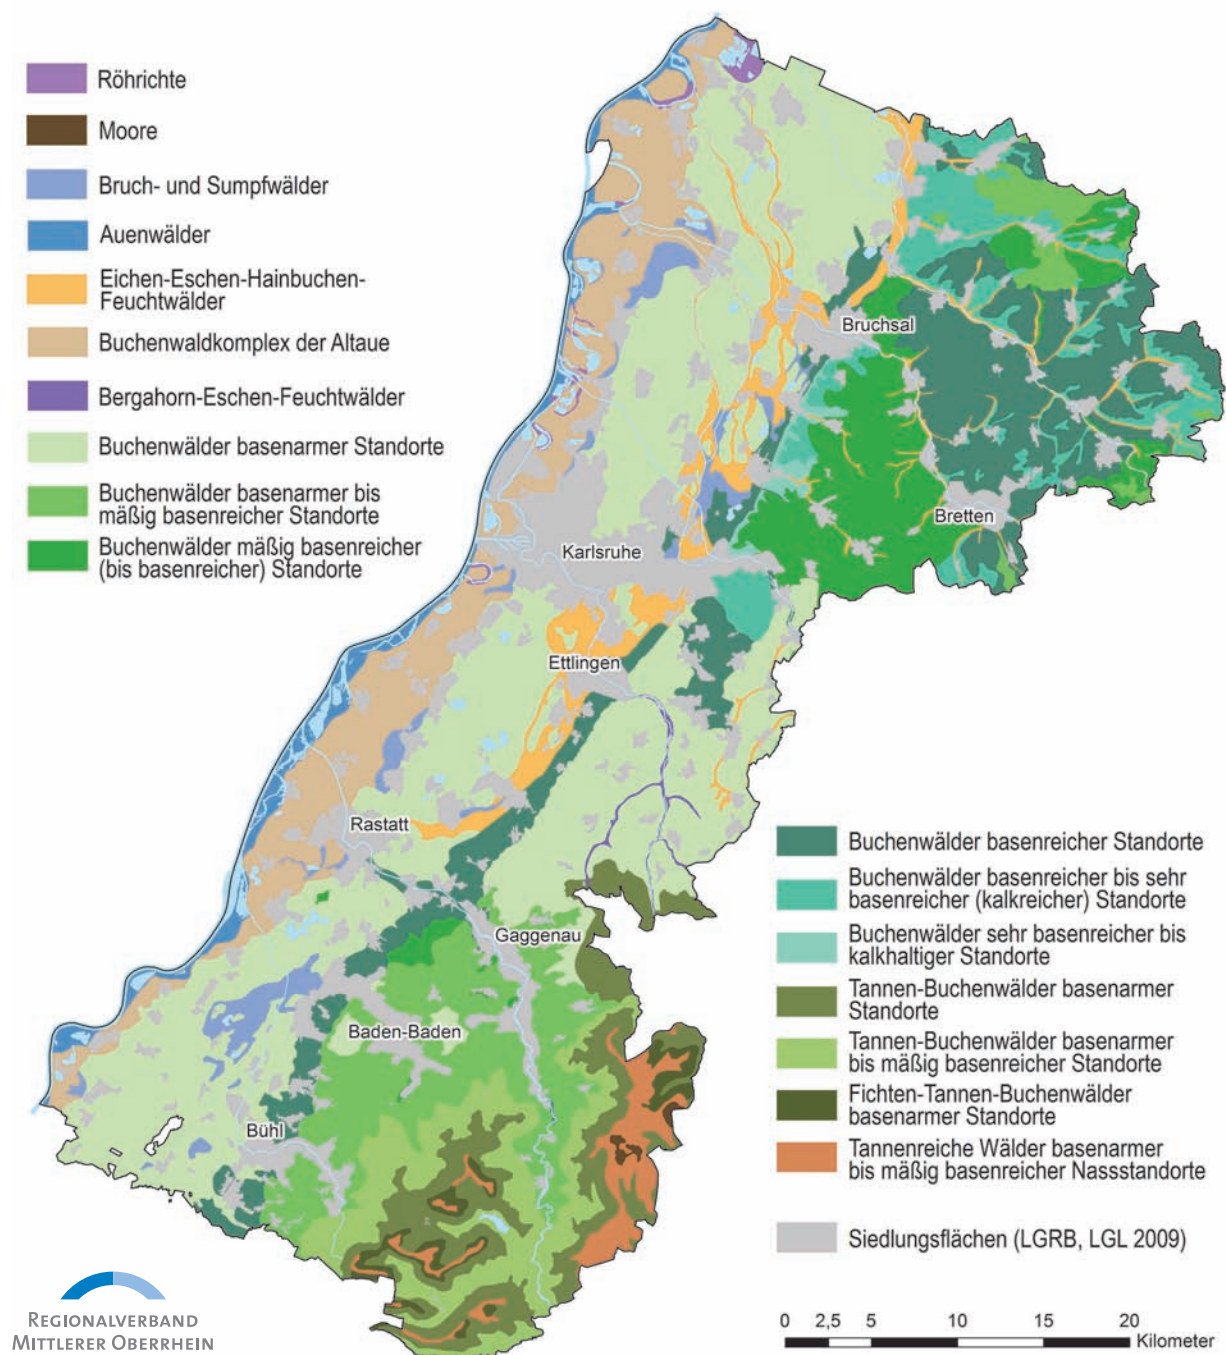 Röhrichte
Moore
Bruch- und Sumpfwälder
Auenwälder
Eichen-Eschen-Hainbuchen-
Feuchtwälder
Buchenwaldkomplex der Altaue
Bergahorn-Eschen-Feuchtwälder
Buchenwälder basenarmer Standorte
Buchenwälder basenarmer bis
mäßig basenreicher Standorte
Buchenwälder mäßig basenreicher
(bis basenreicher) Standorte
Bruchsal
Bretten
Karlsruhe
Ettlingen
Rastatt
Gaggenau
Baden-Baden
Bühl
Buchenwälder basenreicher Standorte
Buchenwälder basenreicher bis sehr
basenreicher (kalkreicher) Standorte
Buchenwälder sehr basenreicher bis
kalkhaltiger Standorte
Tannen-Buchenwälder basenarmer
Standorte
Tannen-Buchenwälder basenarmer
bis mäßig basenreicher Standorte
Fichten-Tannen-Buchenwälder
basenarmer Standorte
Tannenreiche Wälder basenarmer
bis mäßig basenreicher Nassstandorte
Siedlungsflächen (LGRB, LGL 2009)
REGIONALVERBAND
MITTLERER OBERRHEIN
0 2,5 5 10 15 20
Kilometer